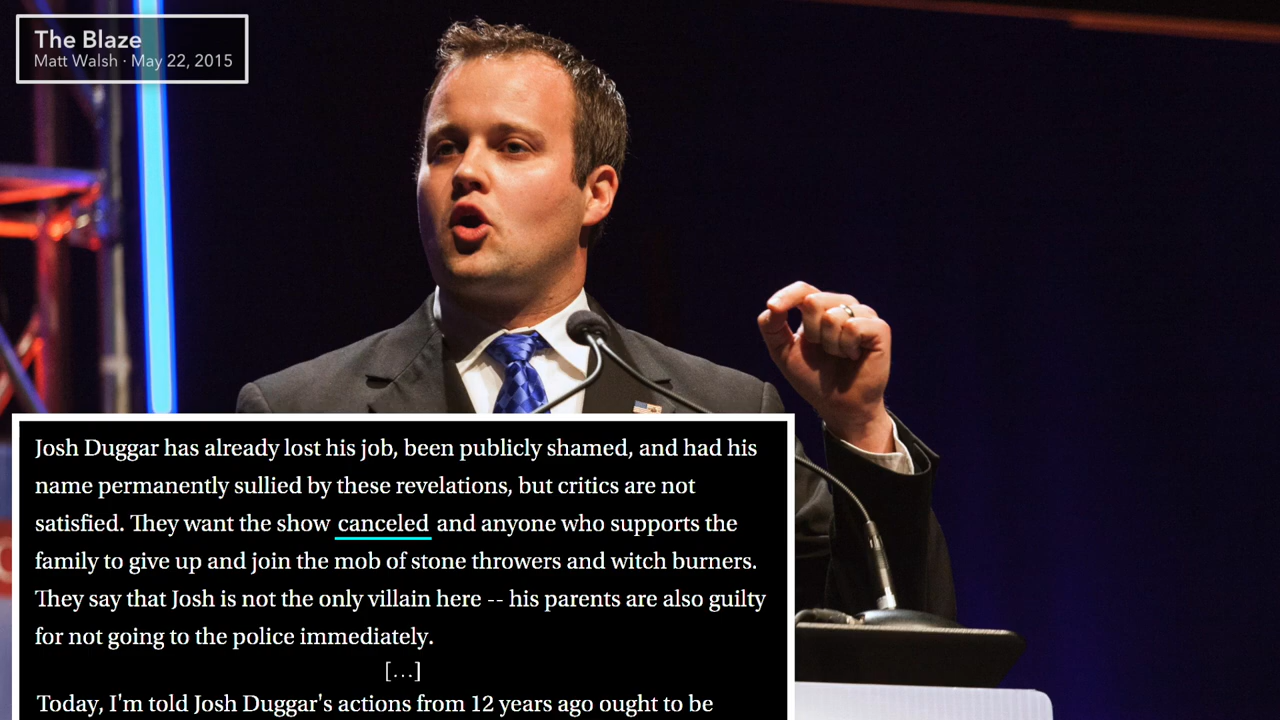 The Blaze
Matt Walsh · May 22, 2015
Josh Duggar has already lost his job, been publicly shamed, and had his
name permanently sullied by these revelations, but critics are not
satisfied. They want the show canceled and anyone who supports the
family to give up and join the mob of stone throwers and witch burners.
They say that Josh is not the only villain here -- his parents are also guilty
for not going to the police immediately.
[…]
Today, I'm told Josh Duggar's actions from 12 years ago ought to be